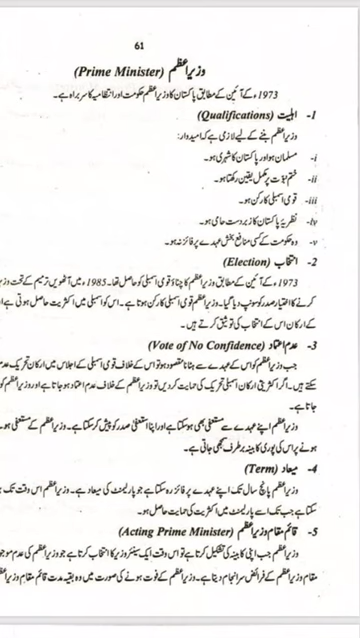 61
وزیراعظم (Prime Minister)
1973ء کے آئین کے مطابق پاکستان کا وزیراعظم حکومت اور انتظامیہ کا سربراہ ہے۔
1- اہلیت (Qualifications)
وزیراعظم بننے کے لیے لازمی ہے کہ امیدوار:
i- مسلمان ہو اور پاکستان کا شہری ہو۔
ii- ختم نبوت پر مکمل یقین رکھتا ہو۔
iii- قومی اسمبلی کا رکن ہو۔
iv- نظریۂ پاکستان کا زبردست حامی ہو۔
v- وہ حکومت کے کسی منافع بخش عہدے پر فائز نہ ہو۔
2- انتخاب (Election)
1973ء کے آئین کے مطابق وزیراعظم کا چناؤ قومی اسمبلی کو حاصل تھا۔ 1985ء میں آٹھویں ترمیم کے تحت وزیر
کرنے کا اختیار صدر کو سونپ دیا گیا۔ وزیراعظم قومی اسمبلی کا رکن ہوتا ہے۔ اس کو اسمبلی میں اکثریت حاصل ہوتی ہے
کے ارکان اس کے انتخاب کی توثیق کرتے ہیں۔
3- عدم اعتماد (Vote of No Confidence)
جب وزیراعظم کو اس کے عہدے سے ہٹانا مقصود ہو تو اس کے خلاف قومی اسمبلی کے اجلاس میں ارکان تحریک عدم
سکتے ہیں۔ اگر اکثریتی ارکان اسمبلی تحریک کی حمایت کردیں تو وزیراعظم کے خلاف عدم اعتماد ہو جاتا ہے اور وزیراعظم کو
جاتا ہے۔
وزیراعظم اپنے عہدے سے مستعفی بھی ہو سکتا ہے اور اپنا استعفیٰ صدر کو پیش کر سکتا ہے۔ وزیراعظم کے مستعفی ہو
ہونے پر اس کی پوری کابینہ برطرف سمجھی جاتی ہے۔
4- میعاد (Term)
وزیراعظم پانچ سال تک اپنے عہدے پر فائز رہ سکتا ہے جو پارلیمنٹ کی میعاد ہے۔ وزیراعظم اس وقت تک
سکتا ہے جب تک اسے پارلیمنٹ میں اکثریت کی حمایت حاصل ہو۔
5- قائم مقام وزیراعظم (Acting Prime Minister)
وزیراعظم جب اپنی کابینہ کی تشکیل کرتا ہے تو اس وقت ایک سینئر وزیر کا انتخاب کرتا ہے جو وزیراعظم کی عدم موجو
مقام وزیراعظم کے فرائض سرانجام دیتا ہے۔ وزیراعظم کے فوت ہونے کی صورت میں وہ بقیہ مدت قائم مقام